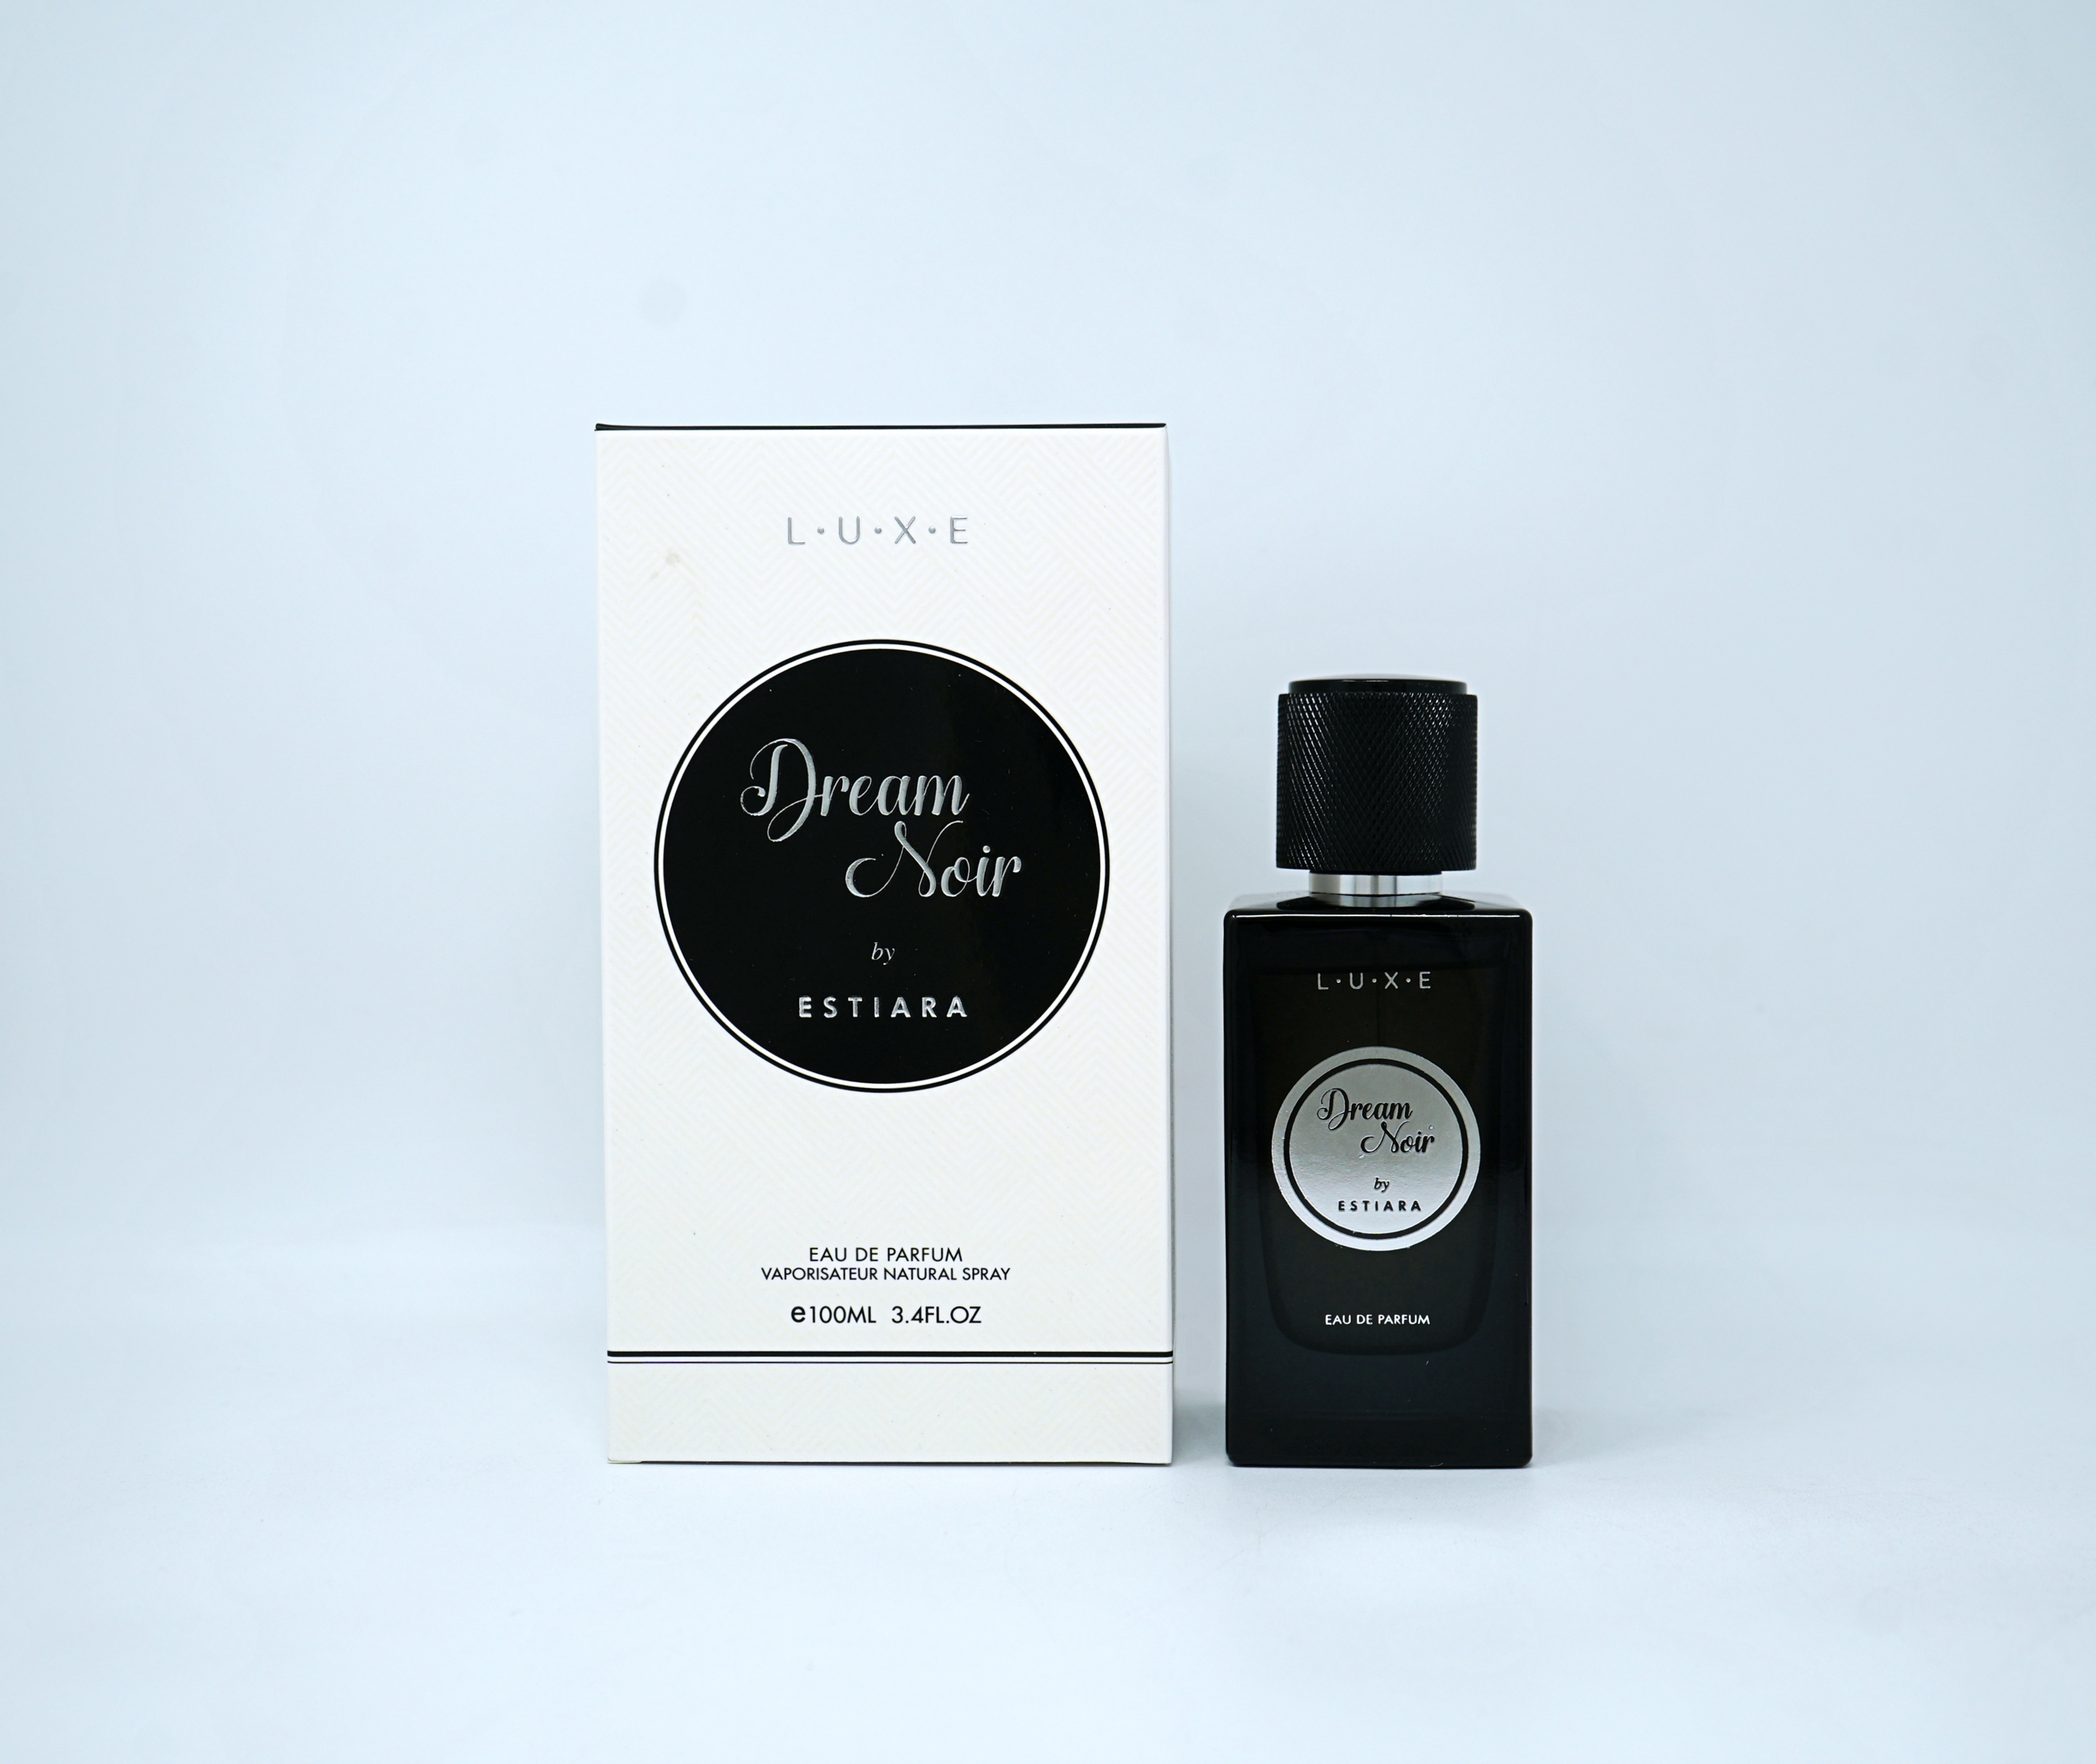 L·U·X·E
Dream
Noir
by
ESTIARA
EAU DE PARFUM
VAPORISATEUR NATURAL SPRAY
e100ML 3.4FL.OZ
L·U·X·E
Dream
Noir
by
ESTIARA
EAU DE PARFUM